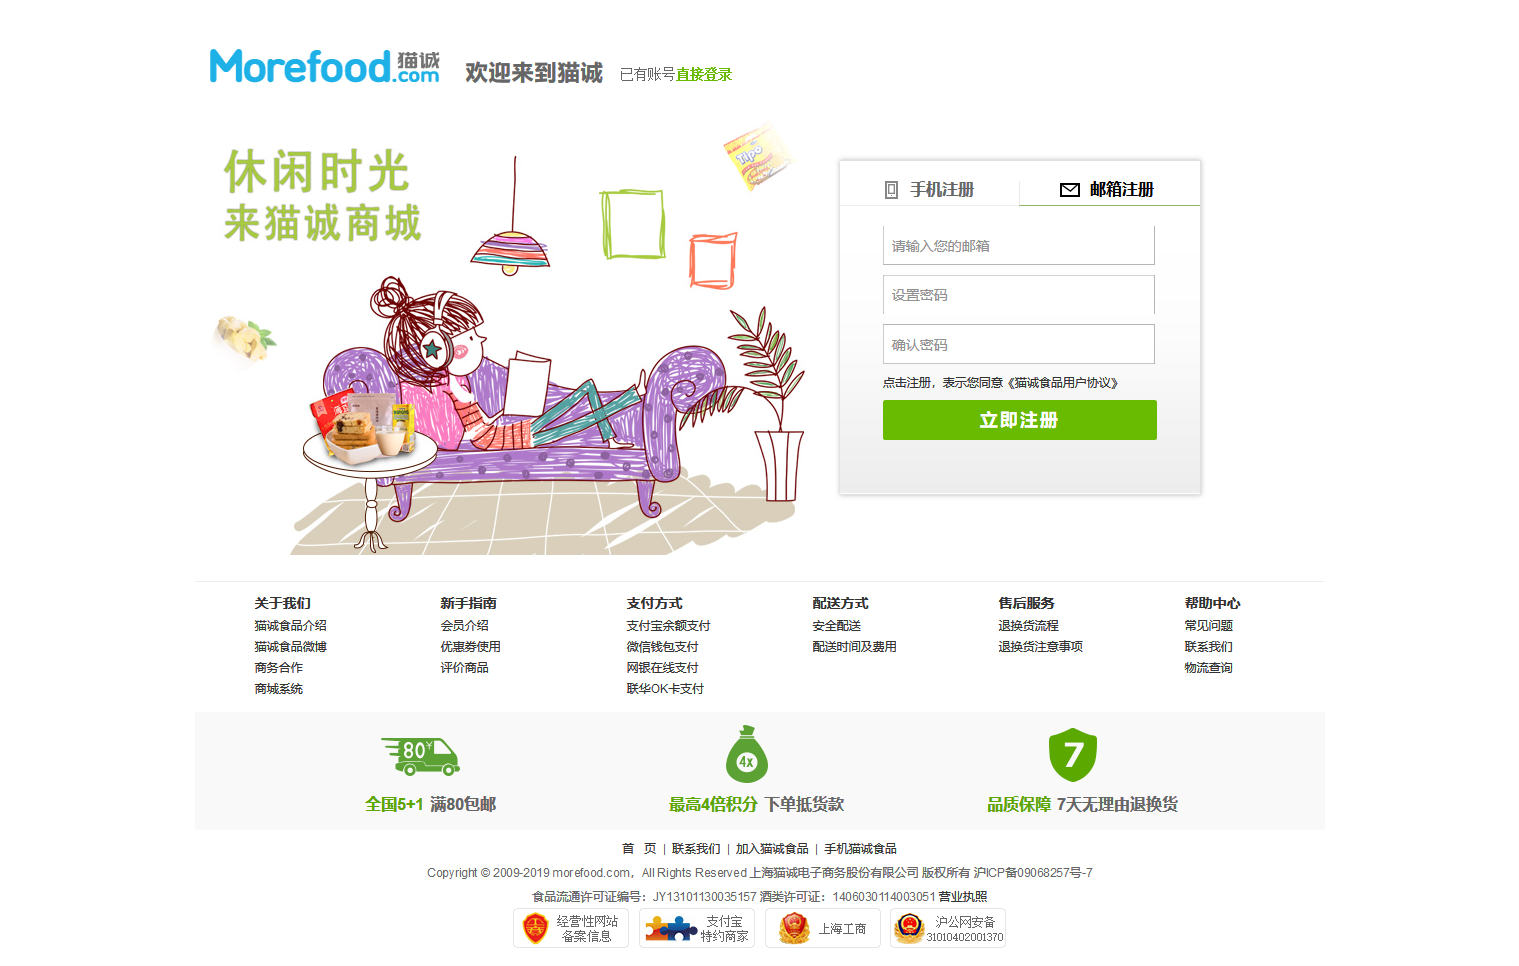 Morefood.com 猫诚
欢迎来到猫诚 已有账号直接登录
休闲时光
来猫诚商城
Tipo
手机注册
邮箱注册
请输入您的邮箱
设置密码
确认密码
点击注册，表示您同意《猫诚食品用户协议》
立即注册
关于我们
猫诚食品介绍
猫诚食品微博
商务合作
商城系统
新手指南
会员介绍
优惠券使用
评价商品
支付方式
支付宝余额支付
微信钱包支付
网银在线支付
联华OK卡支付
配送方式
安全配送
配送时间及费用
售后服务
退换货流程
退换货注意事项
帮助中心
常见问题
联系我们
物流查询
80¥
全国5+1 满80包邮
4x
最高4倍积分 下单抵货款
7
品质保障 7天无理由退换货
首 页 | 联系我们 | 加入猫诚食品 | 手机猫诚食品
Copyright © 2009-2019 morefood.com，All Rights Reserved 上海猫诚电子商务股份有限公司 版权所有 沪ICP备09068257号-7
食品流通许可证编号：JY13101130035157 酒类许可证：1406030114003051 营业执照
经营性网站
备案信息
支付宝
特约商家
上海工商
沪公网安备
31010402001370